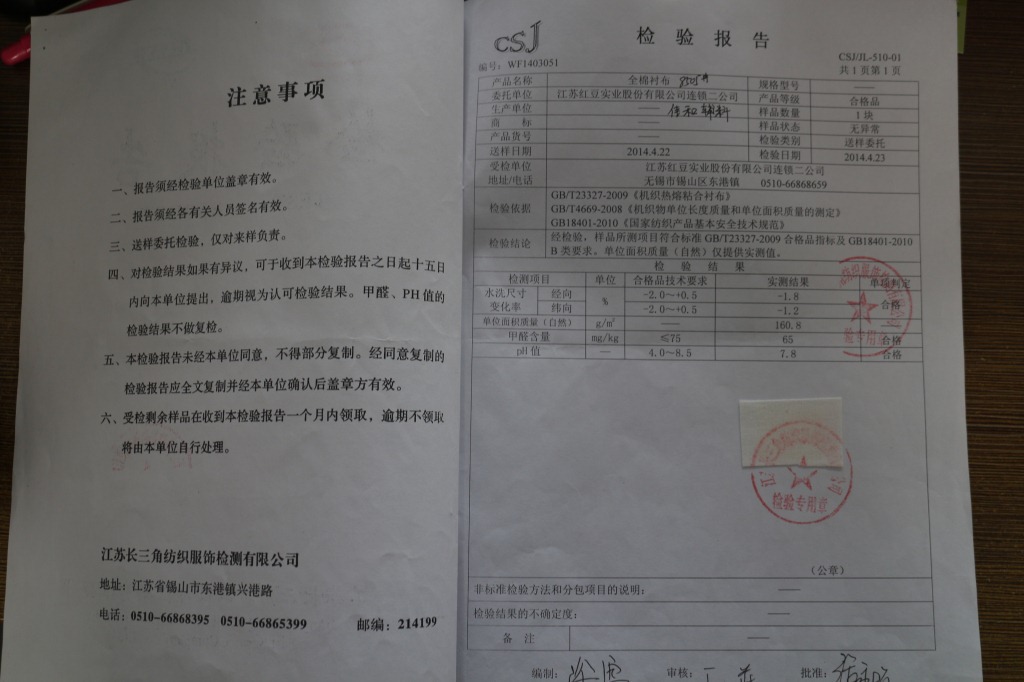 注意事项
一、报告须经检验单位盖章有效。
二、报告须经各有关人员签名有效。
三、送样委托检验，仅对来样负责。
四、对检验结果如果有异议，可于收到本检验报告之日起十五日
内向本单位提出，逾期视为认可检验结果。甲醛、PH值的
检验结果不做复检。
五、本检验报告未经本单位同意，不得部分复制。经同意复制的
检验报告应全文复制并经本单位确认后盖章方有效。
六、受检剩余样品在收到本检验报告一个月内领取，逾期不领取
将由本单位自行处理。
江苏长三角纺织服饰检测有限公司
地址：江苏省锡山市东港镇兴港路
电话：0510-66868395 0510-66865399 邮编：214199
CSJ
检验报告
编号：WF1403051
CSJ/JL-510-01
共1页第1页
产品名称 全棉衬布 规格型号 ——
委托单位 江苏红豆实业股份有限公司连锁二公司 产品等级 合格品
生产单位 —— 佳和辅料 样品数量 1块
商 标 —— 样品状态 无异常
产品货号 —— 检验类别 送样委托
送样日期 2014.4.22 检验日期 2014.4.23
受检单位 江苏红豆实业股份有限公司连锁二公司
地址/电话 无锡市锡山区东港镇 0510-66868659
检验依据
GB/T23327-2009《机织热熔粘合衬布》
GB/T4669-2008《机织物单位长度质量和单位面积质量的测定》
GB18401-2010《国家纺织产品基本安全技术规范》
检验结论
经检验，样品所测项目符合标准GB/T23327-2009合格品指标及GB18401-2010
B类要求。单位面积质量（自然）仅提供实测值。
检 验 结 果
检测项目 单位 合格品技术要求 实测结果 单项判定
水洗尺寸变化率 经向 % -2.0～+0.5 -1.8 合格
纬向 -2.0～+0.5 -1.2
单位面积质量（自然） g/m² —— 160.8
甲醛含量 mg/kg ≤75 65 合格
pH值 — 4.0～8.5 7.8 合格
检验专用章
检验专用章
（公章）
非标准检验方法和分包项目的说明： ——
检验结果的不确定度： ——
备 注 ——
编制： 审核： 批准：